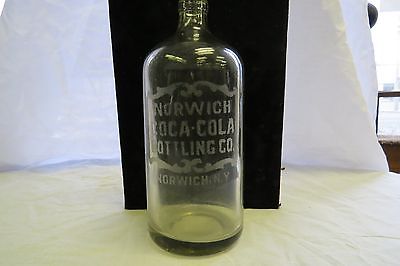 NORWICH
COCA-COLA
BOTTLING CO.
NORWICH, N.Y.